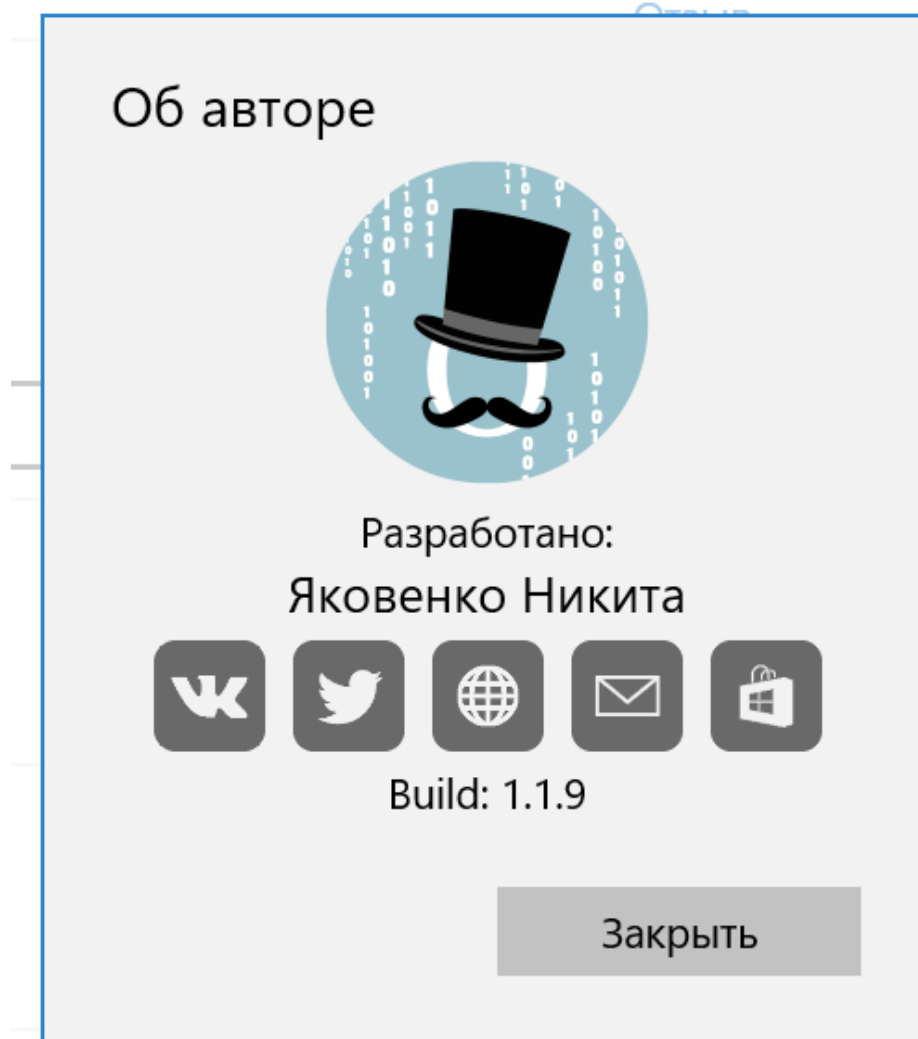 Об авторе
Разработано:
Яковенко Никита
Build: 1.1.9
Закрыть